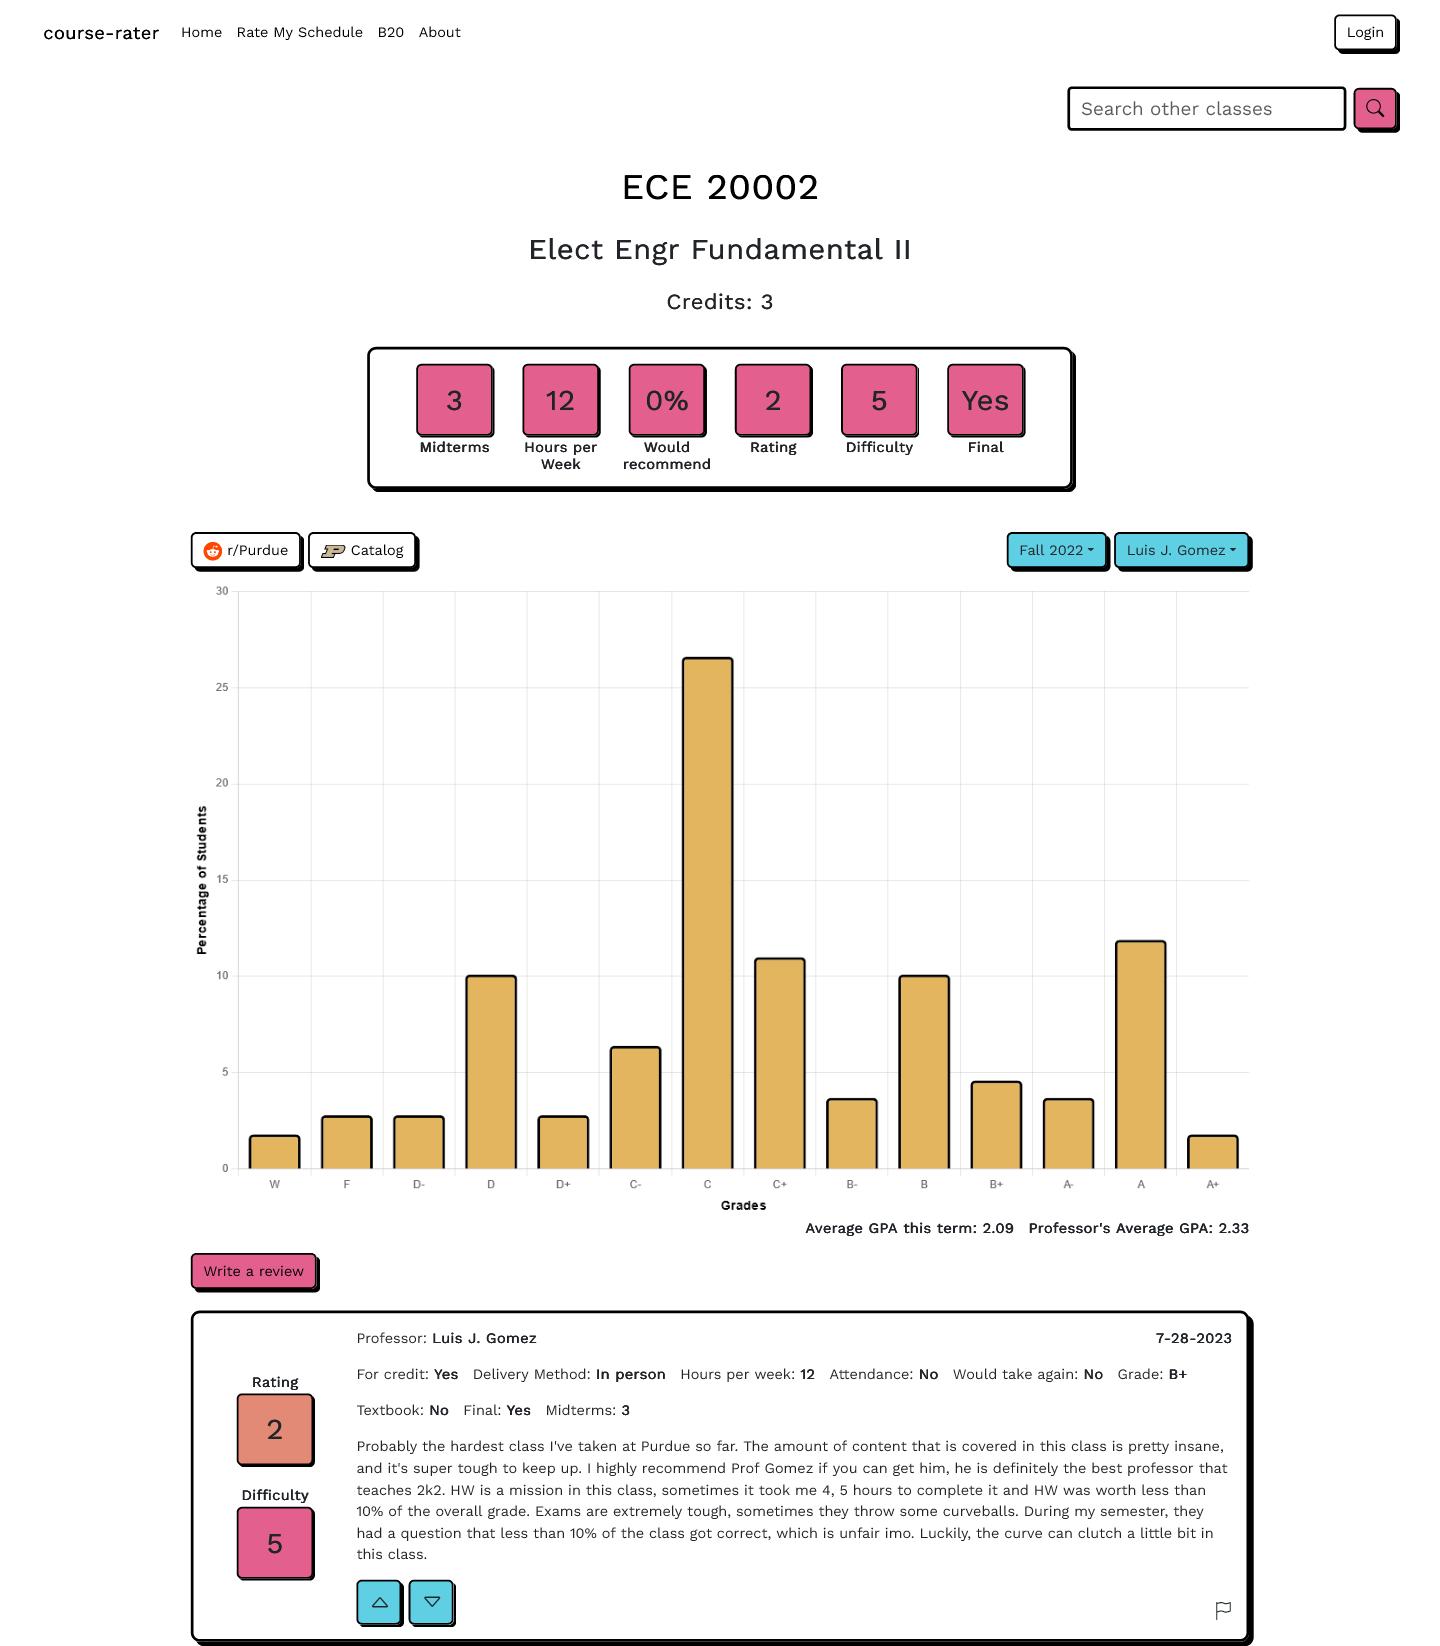 course-rater Home Rate My Schedule B20 About Login
Search other classes
ECE 20002
Elect Engr Fundamental II
Credits: 3
3 12 0% 2 5 Yes
Midterms Hours per Week Would recommend Rating Difficulty Final
r/Purdue Catalog Fall 2022 Luis J. Gomez
30
25
20
15
10
5
0
Percentage of Students
W F D- D D+ C- C C+ B- B B+ A- A A+
Grades
Average GPA this term: 2.09 Professor's Average GPA: 2.33
Write a review
Rating
2
Difficulty
5
Professor: Luis J. Gomez 7-28-2023
For credit: Yes Delivery Method: In person Hours per week: 12 Attendance: No Would take again: No Grade: B+
Textbook: No Final: Yes Midterms: 3
Probably the hardest class I've taken at Purdue so far. The amount of content that is covered in this class is pretty insane,
and it's super tough to keep up. I highly recommend Prof Gomez if you can get him, he is definitely the best professor that
teaches 2k2. HW is a mission in this class, sometimes it took me 4, 5 hours to complete it and HW was worth less than
10% of the overall grade. Exams are extremely tough, sometimes they throw some curveballs. During my semester, they
had a question that less than 10% of the class got correct, which is unfair imo. Luckily, the curve can clutch a little bit in
this class.